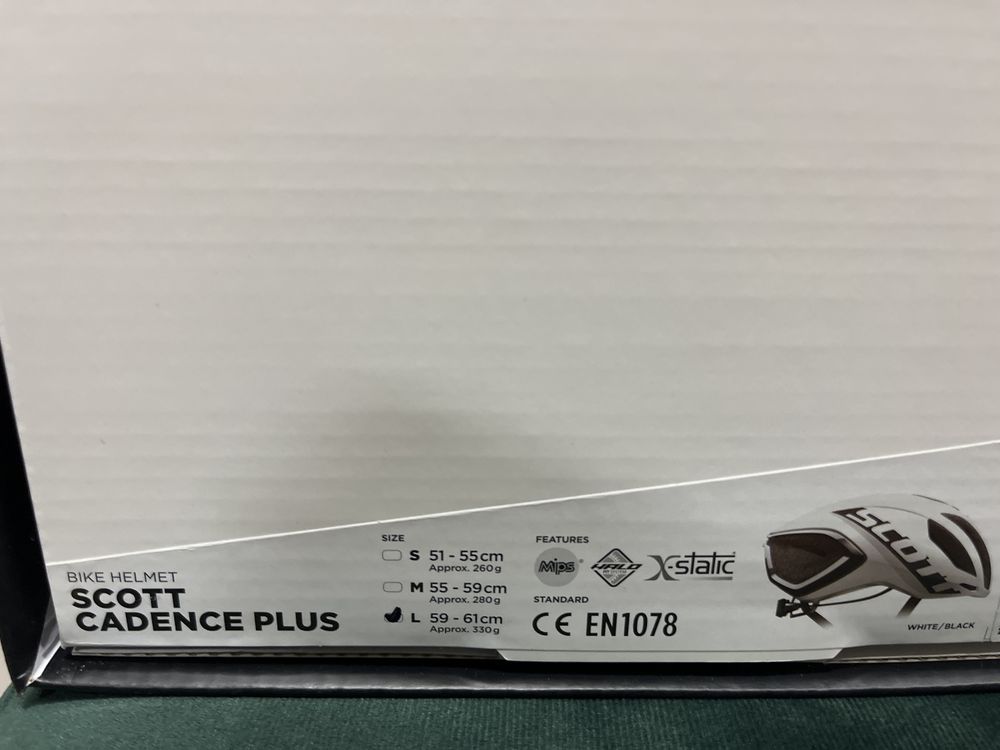 BIKE HELMET
SCOTT
CADENCE PLUS
SIZE
S 51 - 55cm
Approx. 260g
M 55 - 59cm
Approx. 280g
L 59 - 61cm
Approx. 330g
FEATURES
Mips
HALO
X-static
STANDARD
CE EN1078
SCOTT
WHITE/BLACK